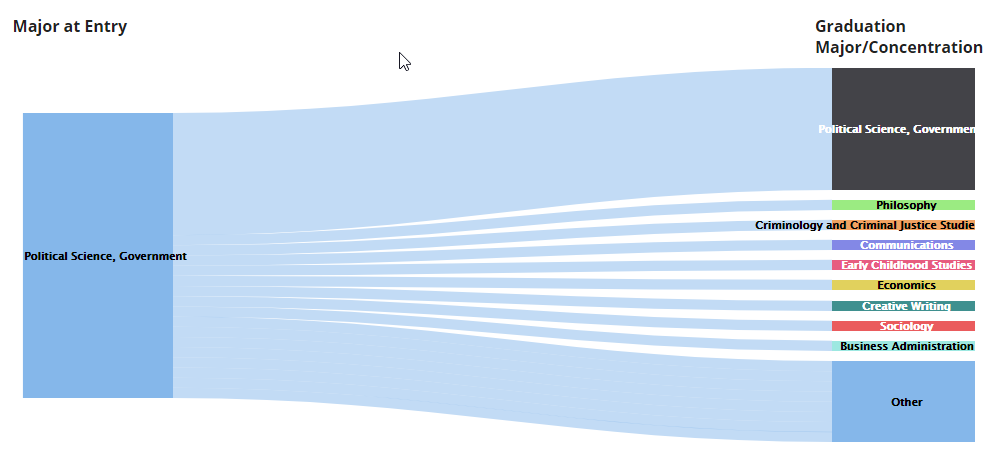 Major at Entry
Graduation
Major/Concentration
Political Science, Government
Political Science, Governmen
Philosophy
Criminology and Criminal Justice Studie
Communications
Early Childhood Studies
Economics
Creative Writing
Sociology
Business Administration
Other